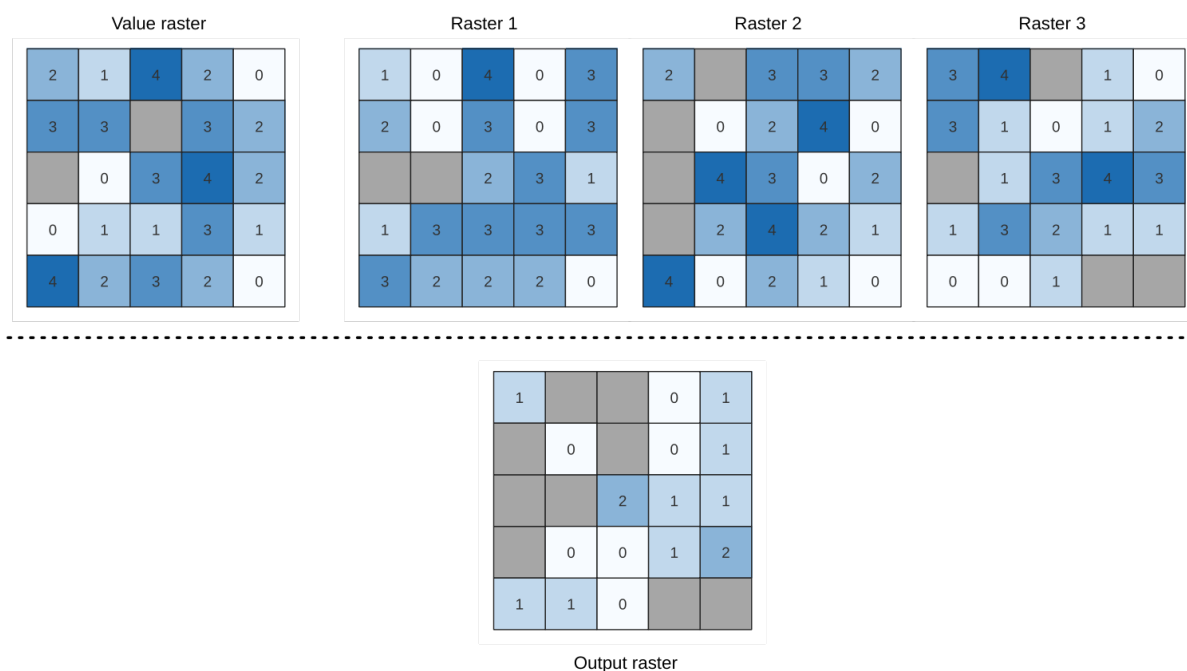 Value raster Raster 1 Raster 2 Raster 3
2 1 4 2 0 1 0 4 0 3 2 3 3 2 3 4 1 0
3 3 3 2 2 0 3 0 3 0 2 4 0 3 1 0 1 2
0 3 4 2 2 3 1 4 3 0 2 1 3 4 3
0 1 1 3 1 1 3 3 3 3 2 4 2 1 1 3 2 1 1
4 2 3 2 0 3 2 2 2 0 4 0 2 1 0 0 0 1
1 0 1
0 0 1
2 1 1
0 0 1 2
1 1 0
Output raster